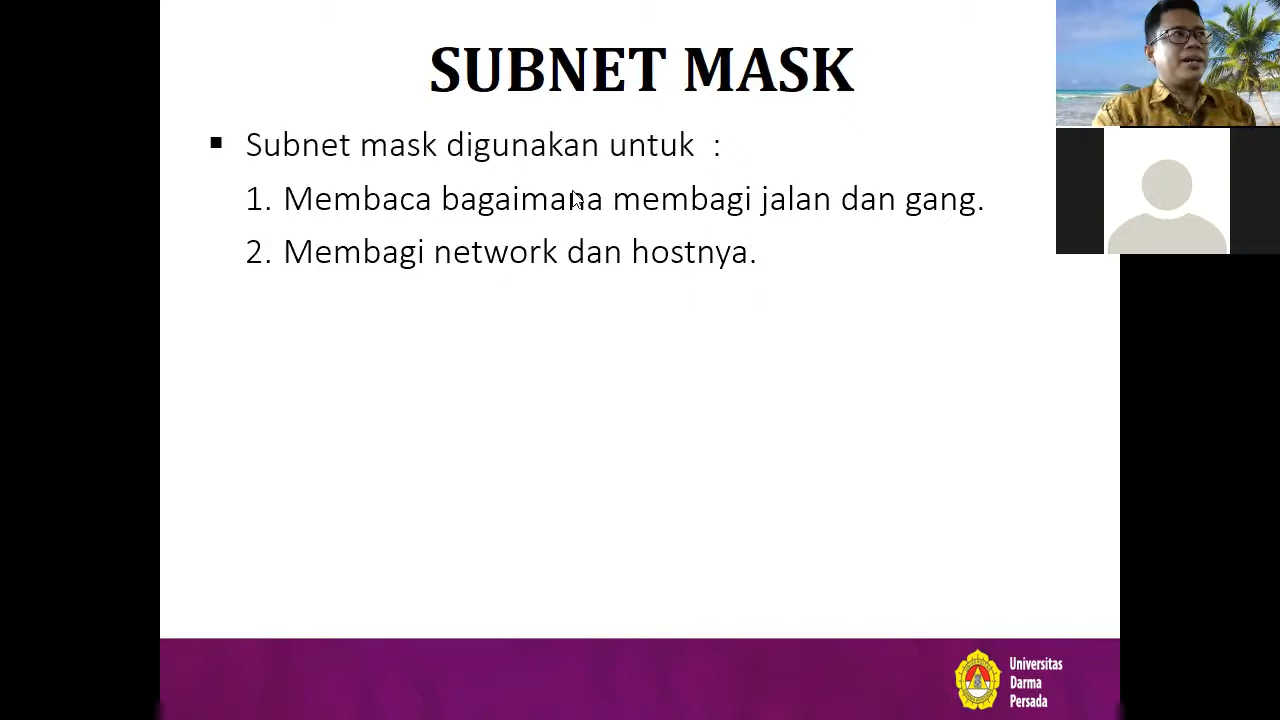 SUBNET MASK
▪ Subnet mask digunakan untuk :
1. Membaca bagaimana membagi jalan dan gang.
2. Membagi network dan hostnya.
Universitas
Darma
Persada